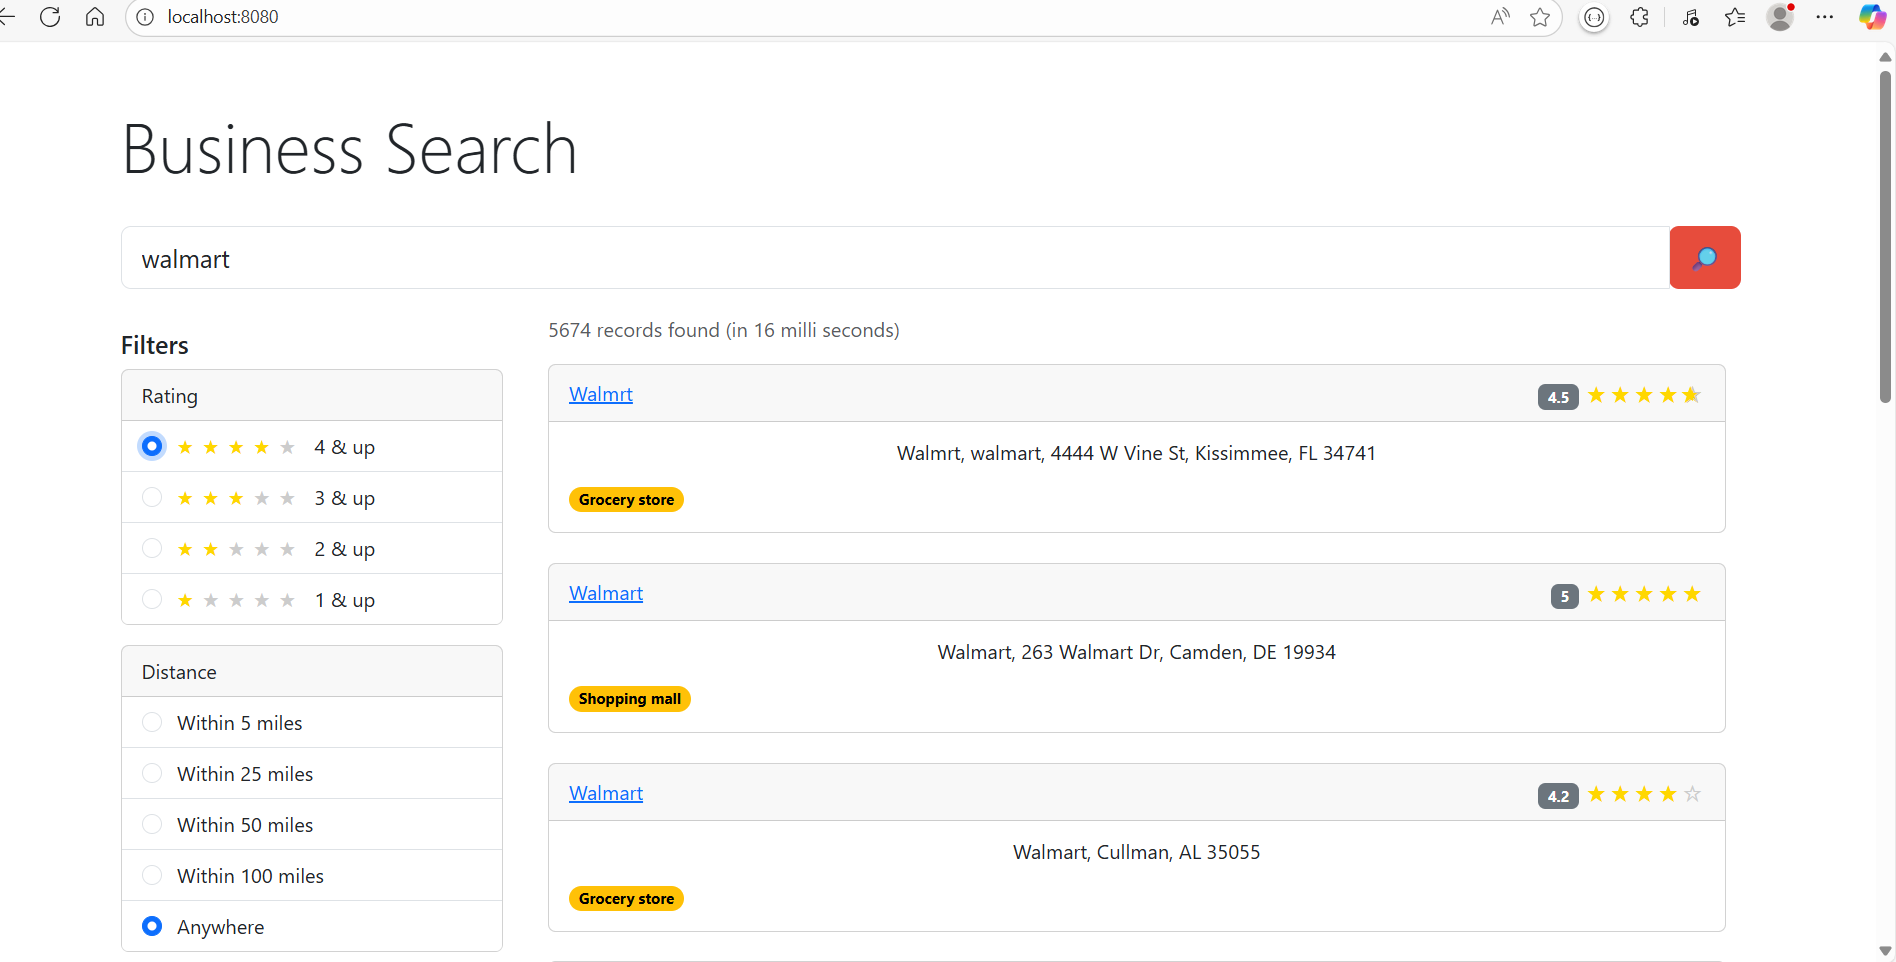 localhost:8080
Business Search
walmart
Filters
Rating
4 & up
3 & up
2 & up
1 & up
Distance
Within 5 miles
Within 25 miles
Within 50 miles
Within 100 miles
Anywhere
5674 records found (in 16 milli seconds)
Walmrt
4.5
Walmrt, walmart, 4444 W Vine St, Kissimmee, FL 34741
Grocery store
Walmart
5
Walmart, 263 Walmart Dr, Camden, DE 19934
Shopping mall
Walmart
4.2
Walmart, Cullman, AL 35055
Grocery store